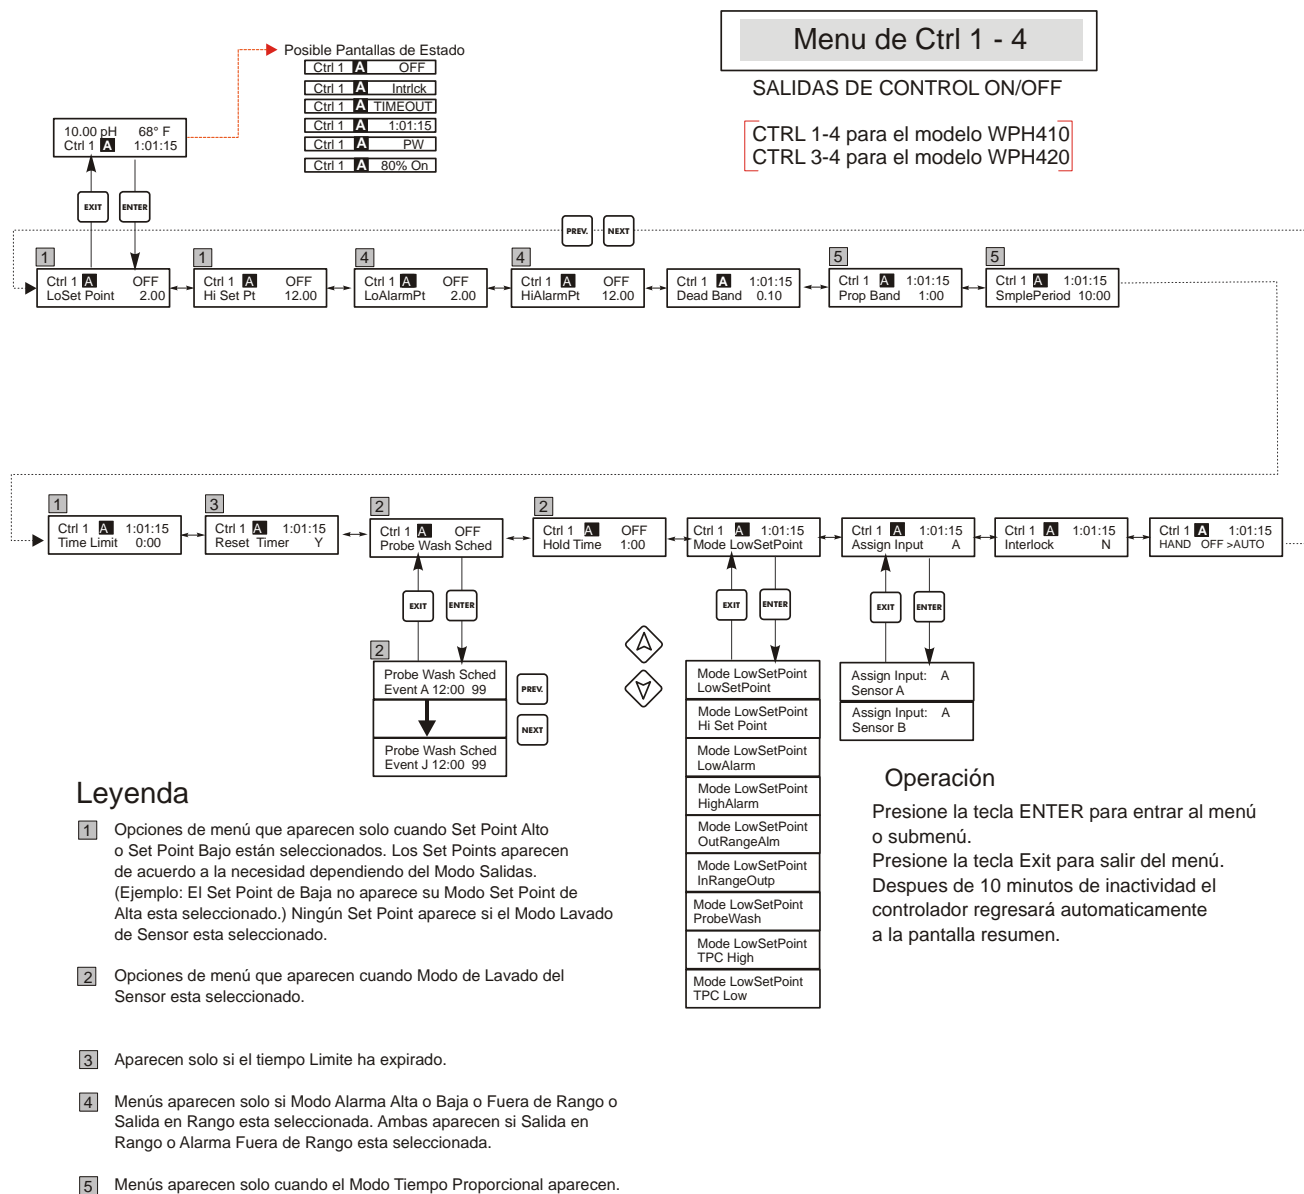 Menu de Ctrl 1 - 4
SALIDAS DE CONTROL ON/OFF
CTRL 1-4 para el modelo WPH410
CTRL 3-4 para el modelo WPH420
Posible Pantallas de Estado
Ctrl 1 A OFF
Ctrl 1 A Intrlck
Ctrl 1 A TIMEOUT
Ctrl 1 A 1:01:15
Ctrl 1 A PW
Ctrl 1 A 80% On
10.00 pH 68° F
Ctrl 1 A 1:01:15
EXIT
ENTER
PREV.
NEXT
1
Ctrl 1 A OFF
LoSet Point 2.00
1
Ctrl 1 A OFF
Hi Set Pt 12.00
4
Ctrl 1 A OFF
LoAlarmPt 2.00
4
Ctrl 1 A OFF
HiAlarmPt 12.00
Ctrl 1 A 1:01:15
Dead Band 0.10
5
Ctrl 1 A 1:01:15
Prop Band 1:00
5
Ctrl 1 A 1:01:15
SmplePeriod 10:00
1
Ctrl 1 A 1:01:15
Time Limit 0:00
3
Ctrl 1 A 1:01:15
Reset Timer Y
2
Ctrl 1 A OFF
Probe Wash Sched
2
Ctrl 1 A OFF
Hold Time 1:00
Ctrl 1 A 1:01:15
Mode LowSetPoint
Ctrl 1 A 1:01:15
Assign Input A
Ctrl 1 A 1:01:15
Interlock N
Ctrl 1 A 1:01:15
HAND OFF >AUTO
EXIT
ENTER
2
Probe Wash Sched
Event A 12:00 99
Probe Wash Sched
Event J 12:00 99
PREV.
NEXT
EXIT
ENTER
Mode LowSetPoint
LowSetPoint
Mode LowSetPoint
Hi Set Point
Mode LowSetPoint
LowAlarm
Mode LowSetPoint
HighAlarm
Mode LowSetPoint
OutRangeAlm
Mode LowSetPoint
InRangeOutp
Mode LowSetPoint
ProbeWash
Mode LowSetPoint
TPC High
Mode LowSetPoint
TPC Low
EXIT
ENTER
Assign Input: A
Sensor A
Assign Input: A
Sensor B
Leyenda
1 Opciones de menú que aparecen solo cuando Set Point Alto
o Set Point Bajo están seleccionados. Los Set Points aparecen
de acuerdo a la necesidad dependiendo del Modo Salidas.
(Ejemplo: El Set Point de Baja no aparece su Modo Set Point de
Alta esta seleccionado.) Ningún Set Point aparece si el Modo Lavado
de Sensor esta seleccionado.
2 Opciones de menú que aparecen cuando Modo de Lavado del
Sensor esta seleccionado.
3 Aparecen solo si el tiempo Limite ha expirado.
4 Menús aparecen solo si Modo Alarma Alta o Baja o Fuera de Rango o
Salida en Rango esta seleccionada. Ambas aparecen si Salida en
Rango o Alarma Fuera de Rango esta seleccionada.
5 Menús aparecen solo cuando el Modo Tiempo Proporcional aparecen.
Operación
Presione la tecla ENTER para entrar al menú
o submenú.
Presione la tecla Exit para salir del menú.
Despues de 10 minutos de inactividad el
controlador regresará automaticamente
a la pantalla resumen.